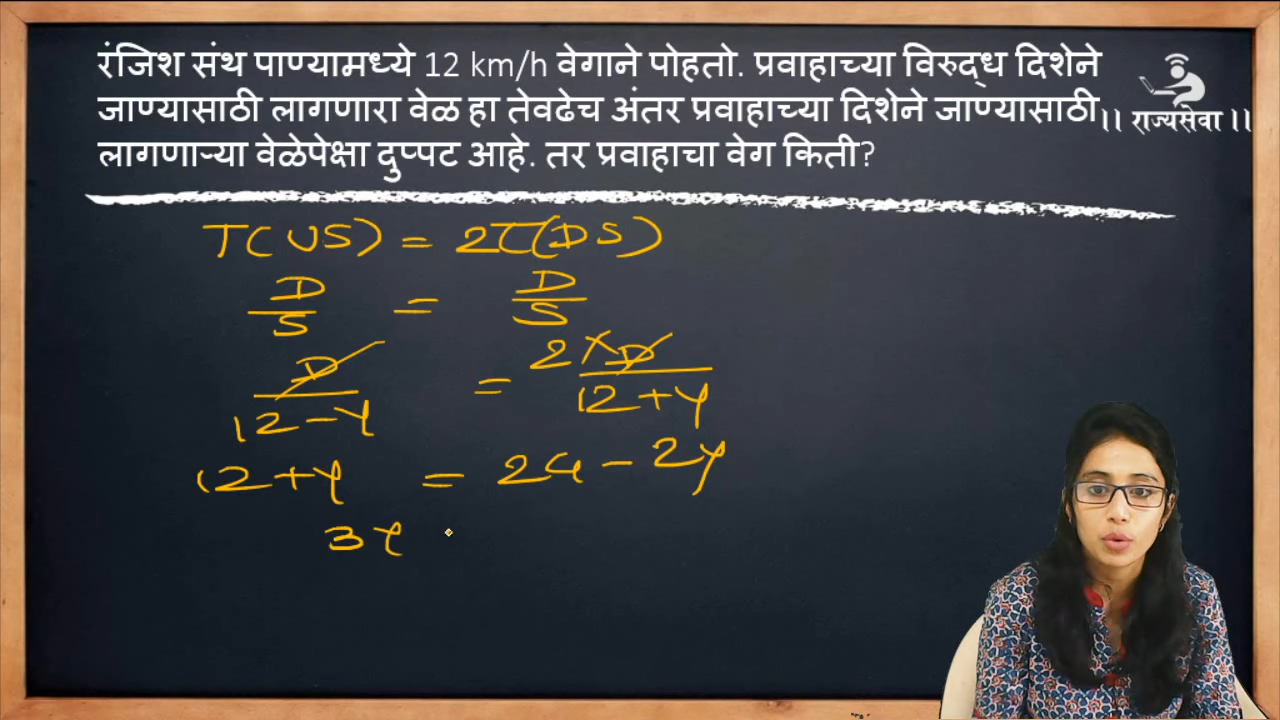 रंजिश संथ पाण्यामध्ये 12 km/h वेगाने पोहतो. प्रवाहाच्या विरुद्ध दिशेने
जाण्यासाठी लागणारा वेळ हा तेवढेच अंतर प्रवाहाच्या दिशेने जाण्यासाठी
लागणाऱ्या वेळेपेक्षा दुप्पट आहे. तर प्रवाहाचा वेग किती?
|| राज्यसेवा ||
T(US) = 2T(DS)
D/S = D/S
D/12-y = 2×D/12+y
12+y = 24-2y
3y